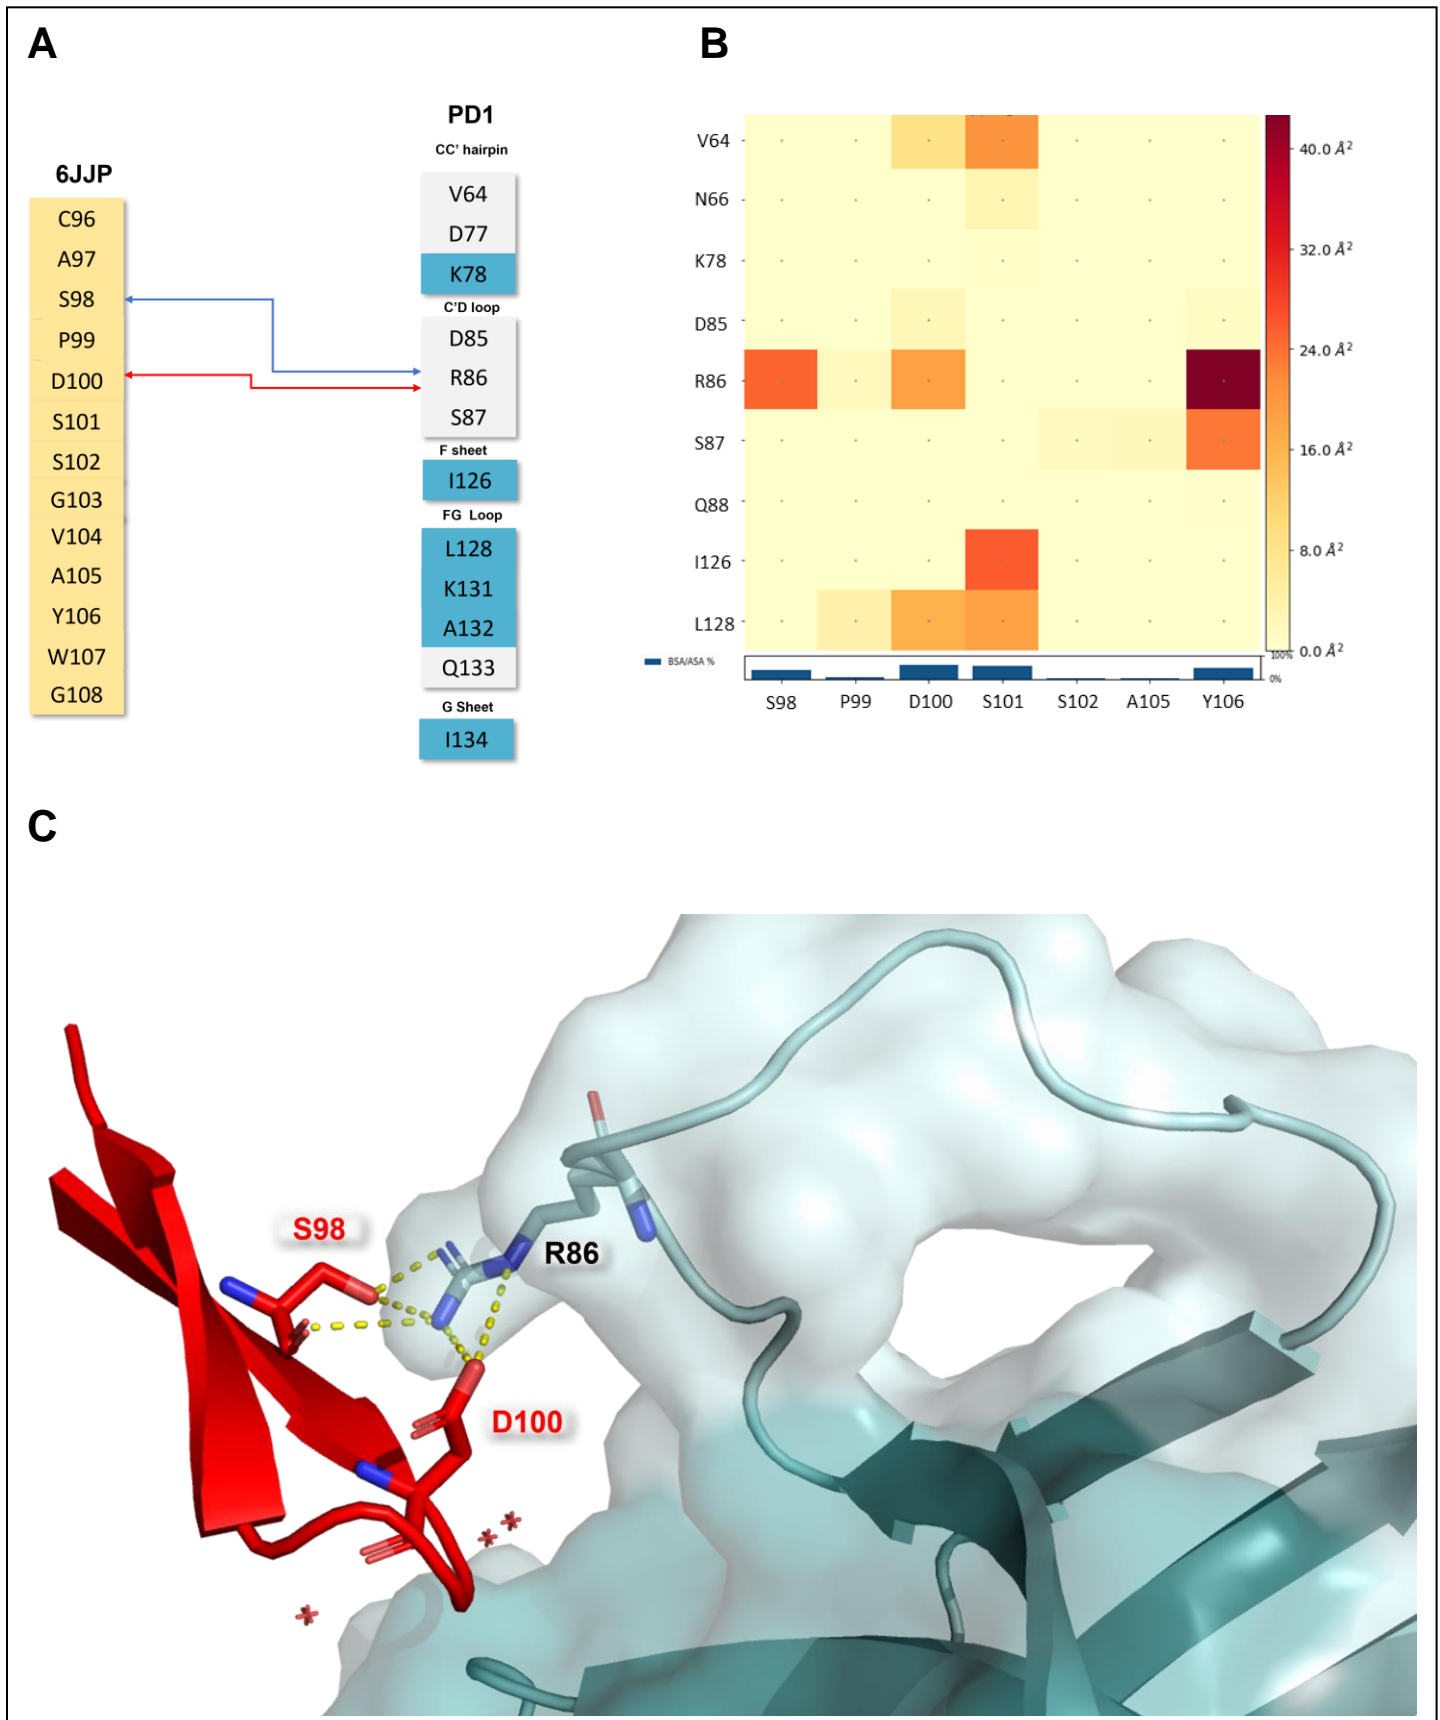 A
B
6JJP
C96
A97
S98
P99
D100
S101
S102
G103
V104
A105
Y106
W107
G108
PD1
CC' hairpin
V64
D77
K78
C'D loop
D85
R86
S87
F sheet
I126
FG Loop
L128
K131
A132
Q133
G Sheet
I134
V64
N66
K78
D85
R86
S87
Q88
I126
L128
40.0 Å²
32.0 Å²
24.0 Å²
16.0 Å²
8.0 Å²
0.0 Å²
BSA/ASA %
100%
0%
S98 P99 D100 S101 S102 A105 Y106
C
S98
R86
D100